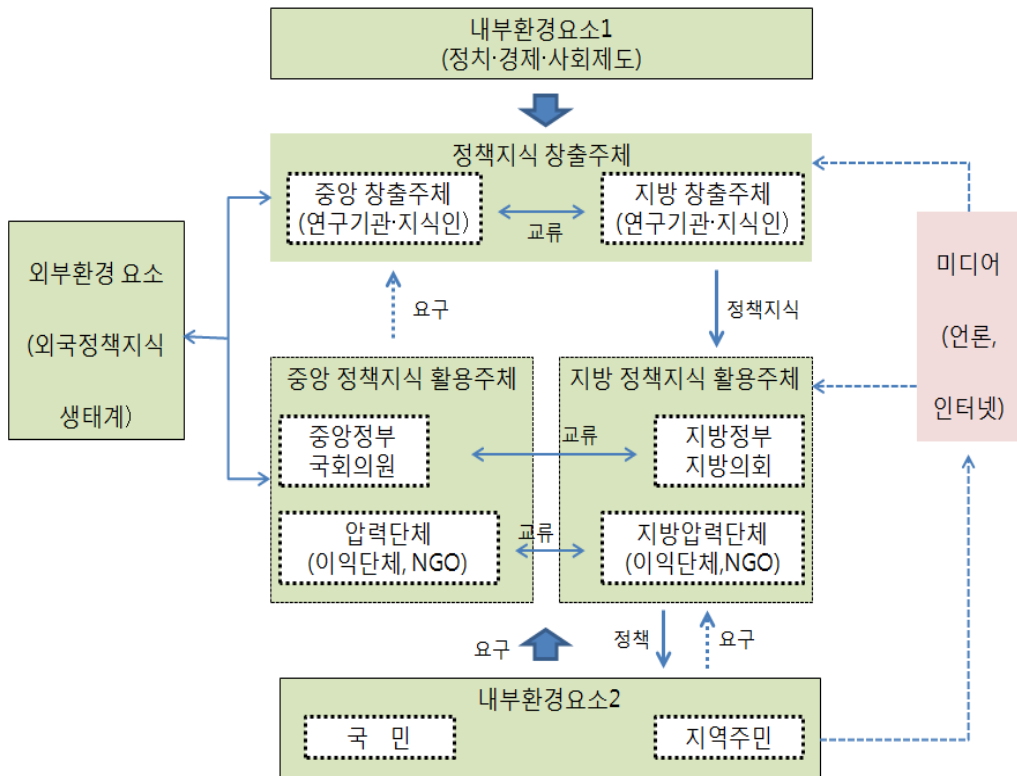 내부환경요소1
(정치·경제·사회제도)
정책지식 창출주체
중앙 창출주체
(연구기관·지식인)
교류
지방 창출주체
(연구기관·지식인)
외부환경 요소
(외국정책지식
생태계)
미디어
(언론,
인터넷)
요구
정책지식
중앙 정책지식 활용주체
중앙정부
국회의원
압력단체
(이익단체, NGO)
교류
교류
지방 정책지식 활용주체
지방정부
지방의회
지방압력단체
(이익단체,NGO)
요구
정책
요구
내부환경요소2
국 민
지역주민